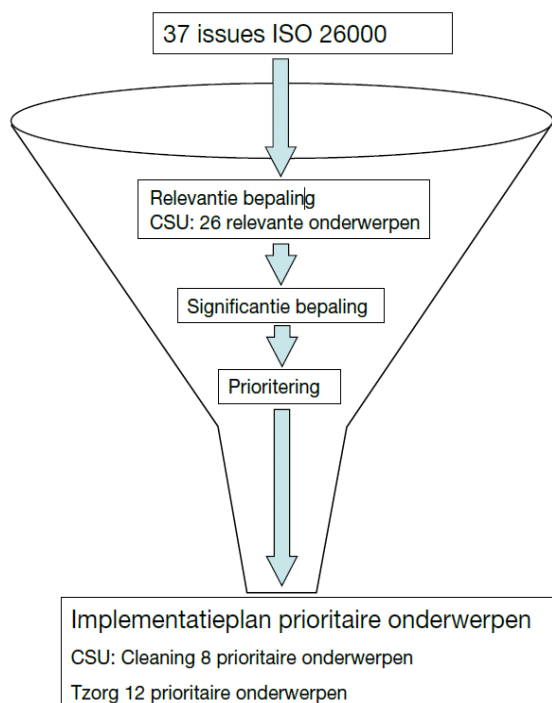 37 issues ISO 26000
Relevantie bepaling
CSU: 26 relevante onderwerpen
Significantie bepaling
Prioritering
Implementatieplan prioritaire onderwerpen
CSU: Cleaning 8 prioritaire onderwerpen
Tzorg 12 prioritaire onderwerpen